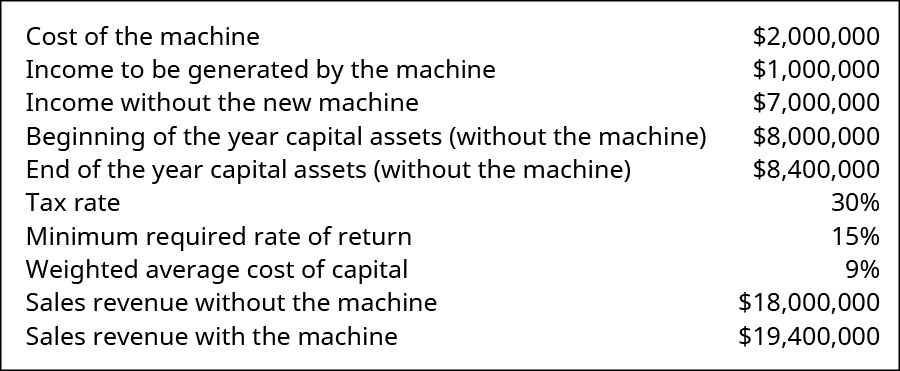 Cost of the machine $2,000,000
Income to be generated by the machine $1,000,000
Income without the new machine $7,000,000
Beginning of the year capital assets (without the machine) $8,000,000
End of the year capital assets (without the machine) $8,400,000
Tax rate 30%
Minimum required rate of return 15%
Weighted average cost of capital 9%
Sales revenue without the machine $18,000,000
Sales revenue with the machine $19,400,000